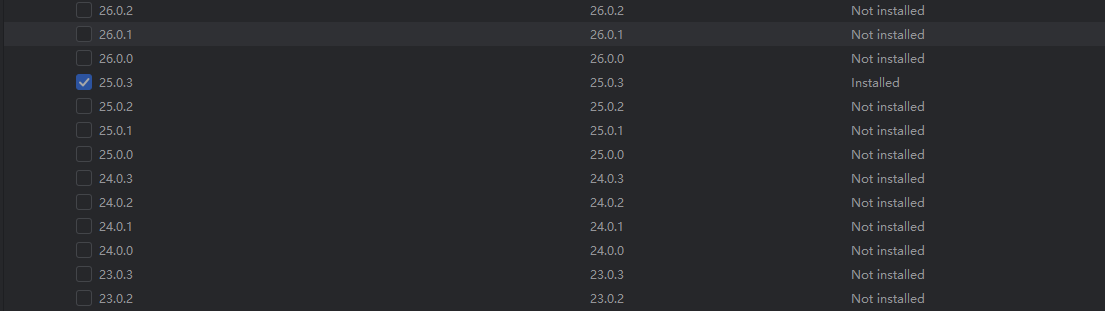 26.0.2 26.0.2 Not installed
26.0.1 26.0.1 Not installed
26.0.0 26.0.0 Not installed
25.0.3 25.0.3 Installed
25.0.2 25.0.2 Not installed
25.0.1 25.0.1 Not installed
25.0.0 25.0.0 Not installed
24.0.3 24.0.3 Not installed
24.0.2 24.0.2 Not installed
24.0.1 24.0.1 Not installed
24.0.0 24.0.0 Not installed
23.0.3 23.0.3 Not installed
23.0.2 23.0.2 Not installed